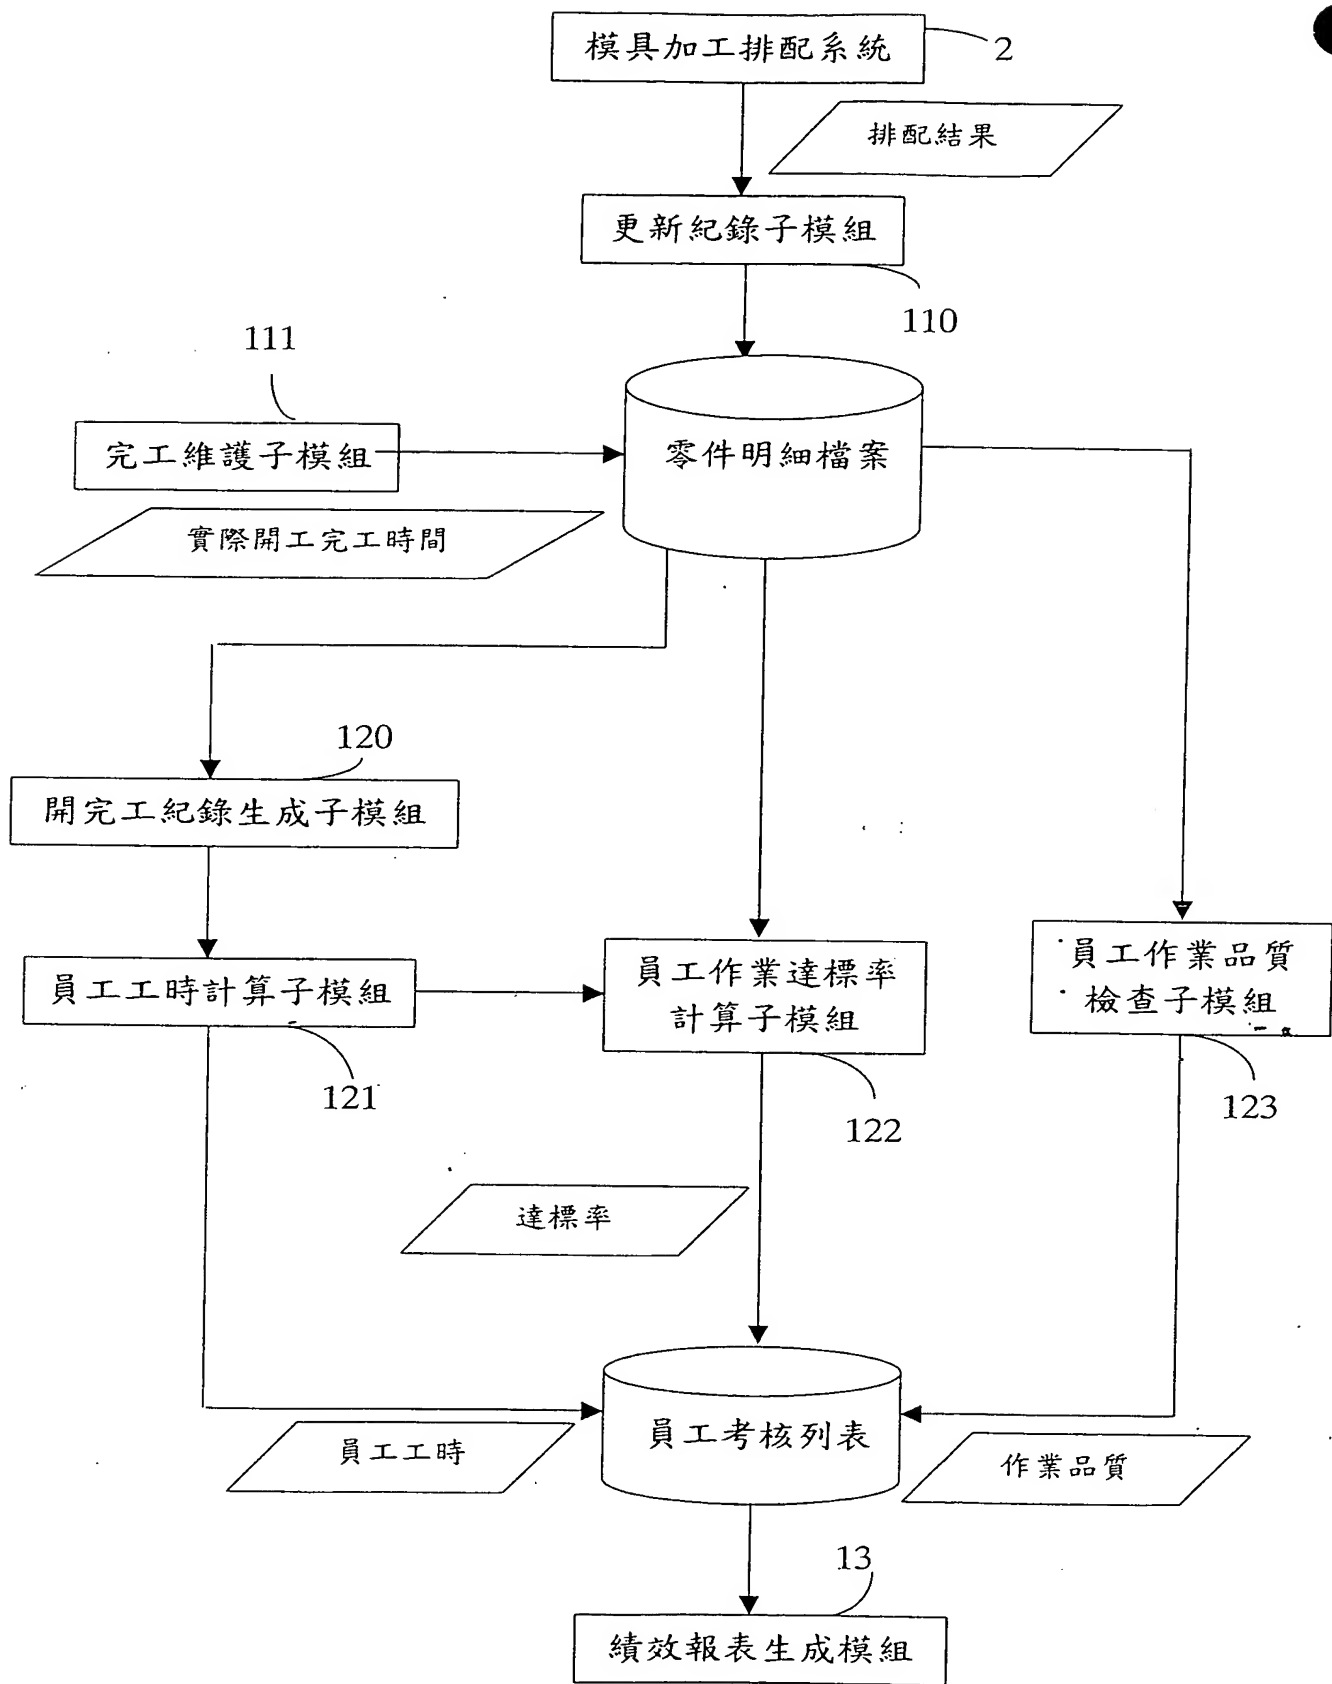 模具加工排配系統
2
排配結果
更新紀錄子模組
110
111
完工維護子模組
零件明細檔案
實際開工完工時間
120
開完工紀錄生成子模組
員工工時計算子模組
員工作業達標率
計算子模組
員工作業品質
檢查子模組
121
122
123
達標率
員工考核列表
員工工時
作業品質
13
績效報表生成模組